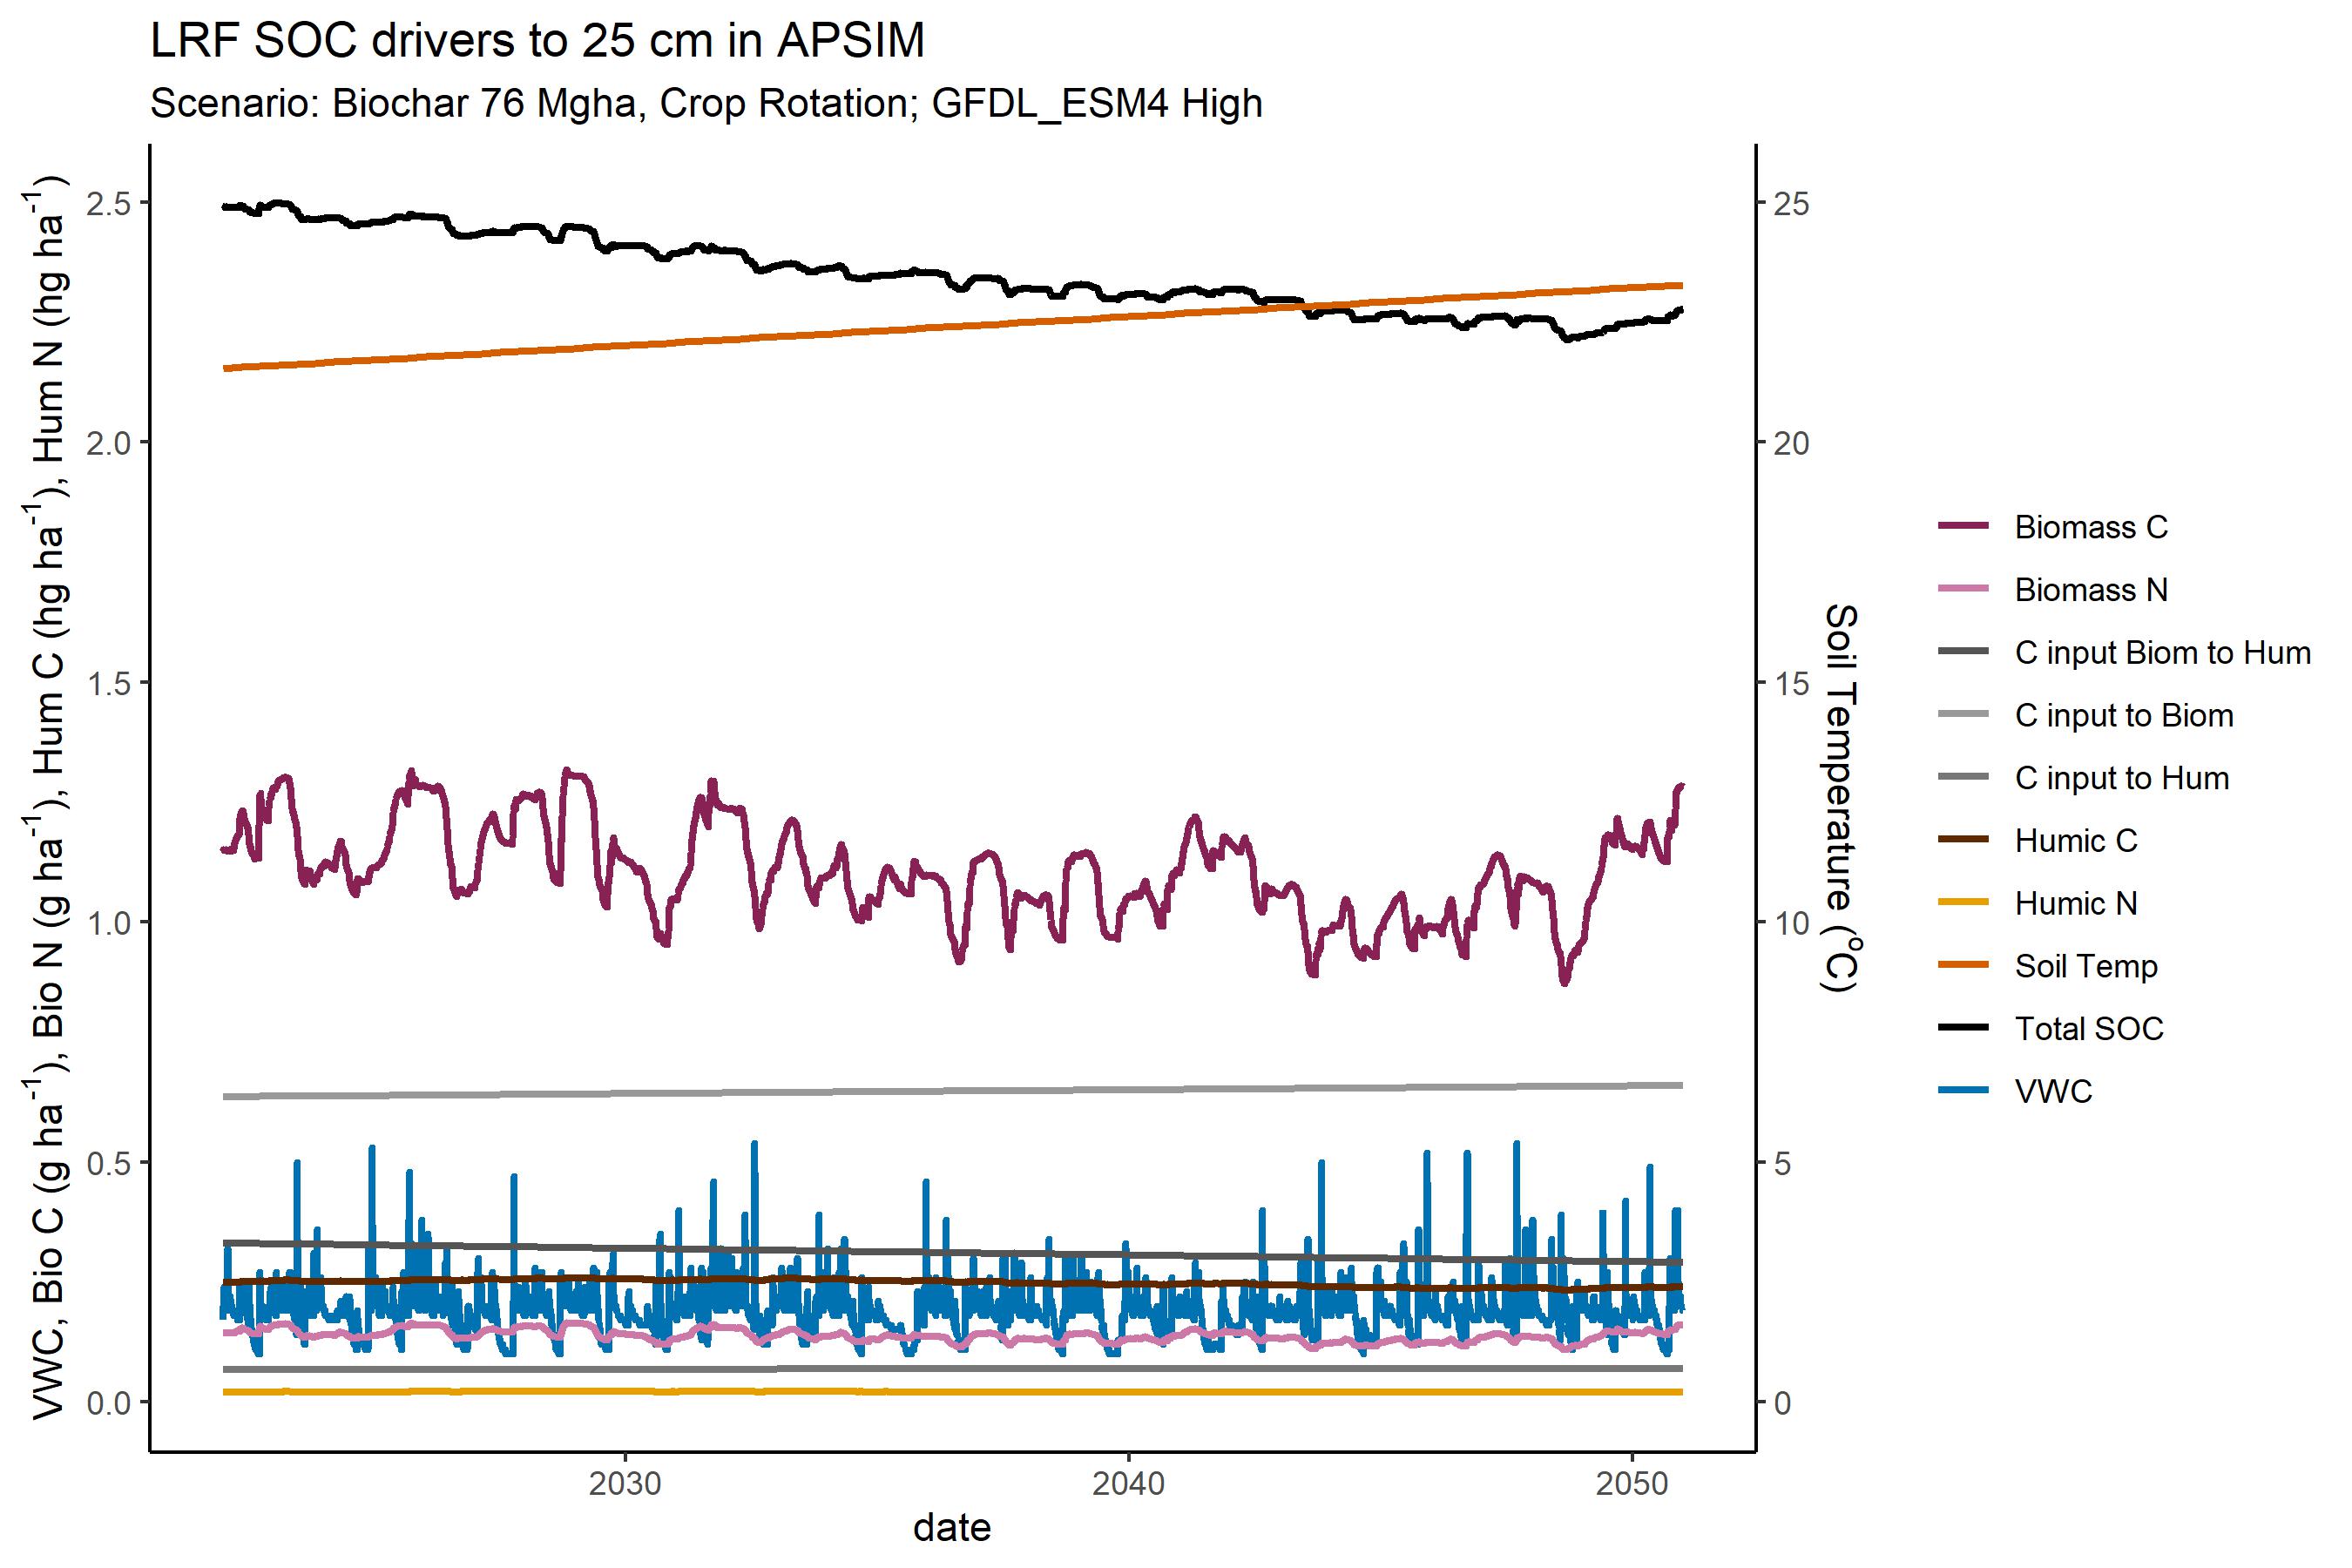 LRF SOC drivers to 25 cm in APSIM
Scenario: Biochar 76 Mgha, Crop Rotation; GFDL_ESM4 High
VWC, Bio C (g ha⁻¹), Bio N (g ha⁻¹), Hum C (hg ha⁻¹), Hum N (hg ha⁻¹)
2.5
2.0
1.5
1.0
0.5
0.0
25
20
15
10
5
0
Soil Temperature (°C)
2030
2040
2050
date
Biomass C
Biomass N
C input Biom to Hum
C input to Biom
C input to Hum
Humic C
Humic N
Soil Temp
Total SOC
VWC